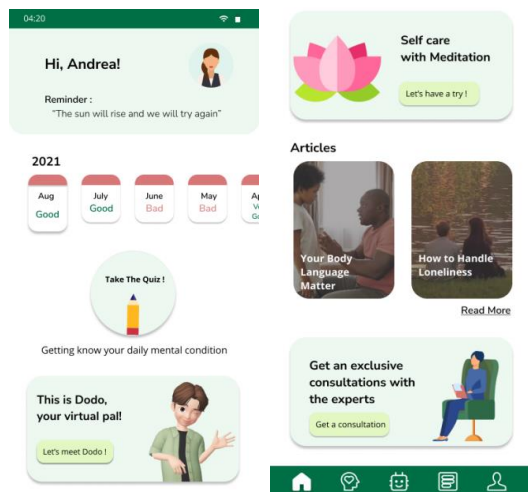 04:20
Hi, Andrea!
Reminder :
"The sun will rise and we will try again"
2021
Aug
Good
July
Good
June
Bad
May
Bad
Getting know your daily mental condition
Take The Quiz !
This is Dodo,
your virtual pal!
Let's meet Dodo !
Self care
with Meditation
Let's have a try !
Articles
Your Body
Language
Matter
How to Handle
Loneliness
Read More
Get an exclusive
consultations with
the experts
Get a consultation